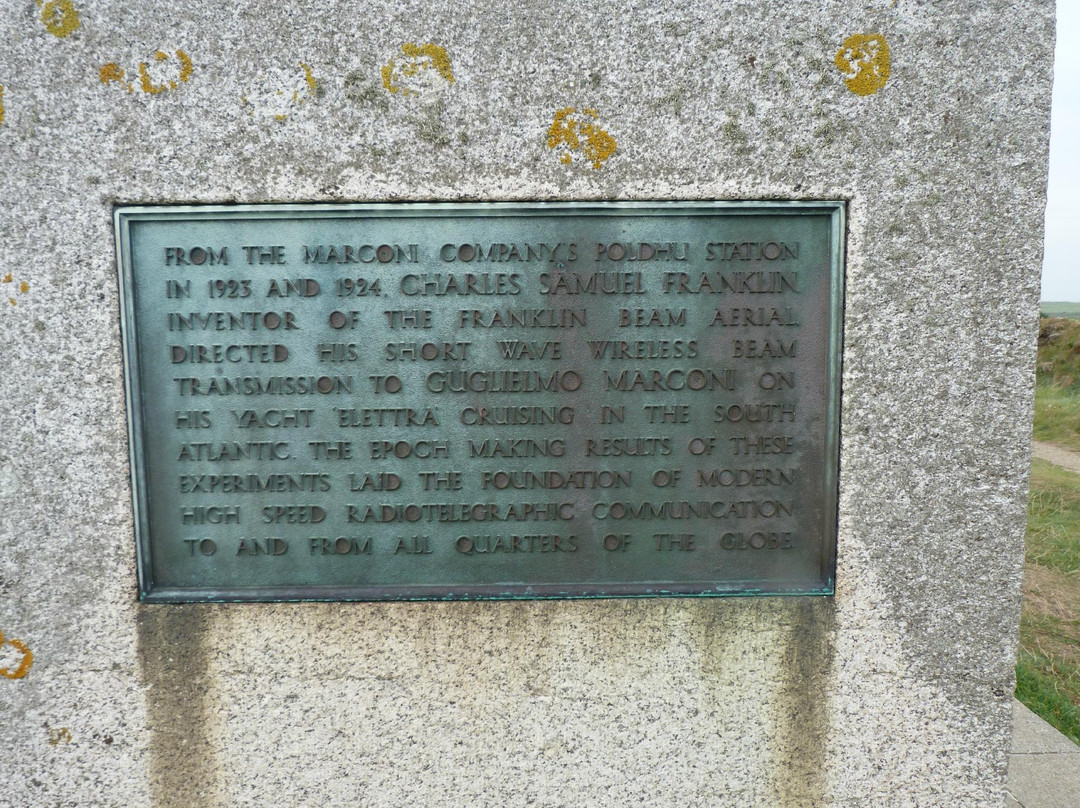 FROM THE MARCONI COMPANY'S POLDHU STATION
IN 1923 AND 1924, CHARLES SAMUEL FRANKLIN
INVENTOR OF THE FRANKLIN BEAM AERIAL,
DIRECTED HIS SHORT WAVE WIRELESS BEAM
TRANSMISSION TO GUGLIELMO MARCONI ON
HIS YACHT 'ELETTRA' CRUISING IN THE SOUTH
ATLANTIC. THE EPOCH MAKING RESULTS OF THESE
EXPERIMENTS LAID THE FOUNDATION OF MODERN
HIGH SPEED RADIOTELEGRAPHIC COMMUNICATION
TO AND FROM ALL QUARTERS OF THE GLOBE